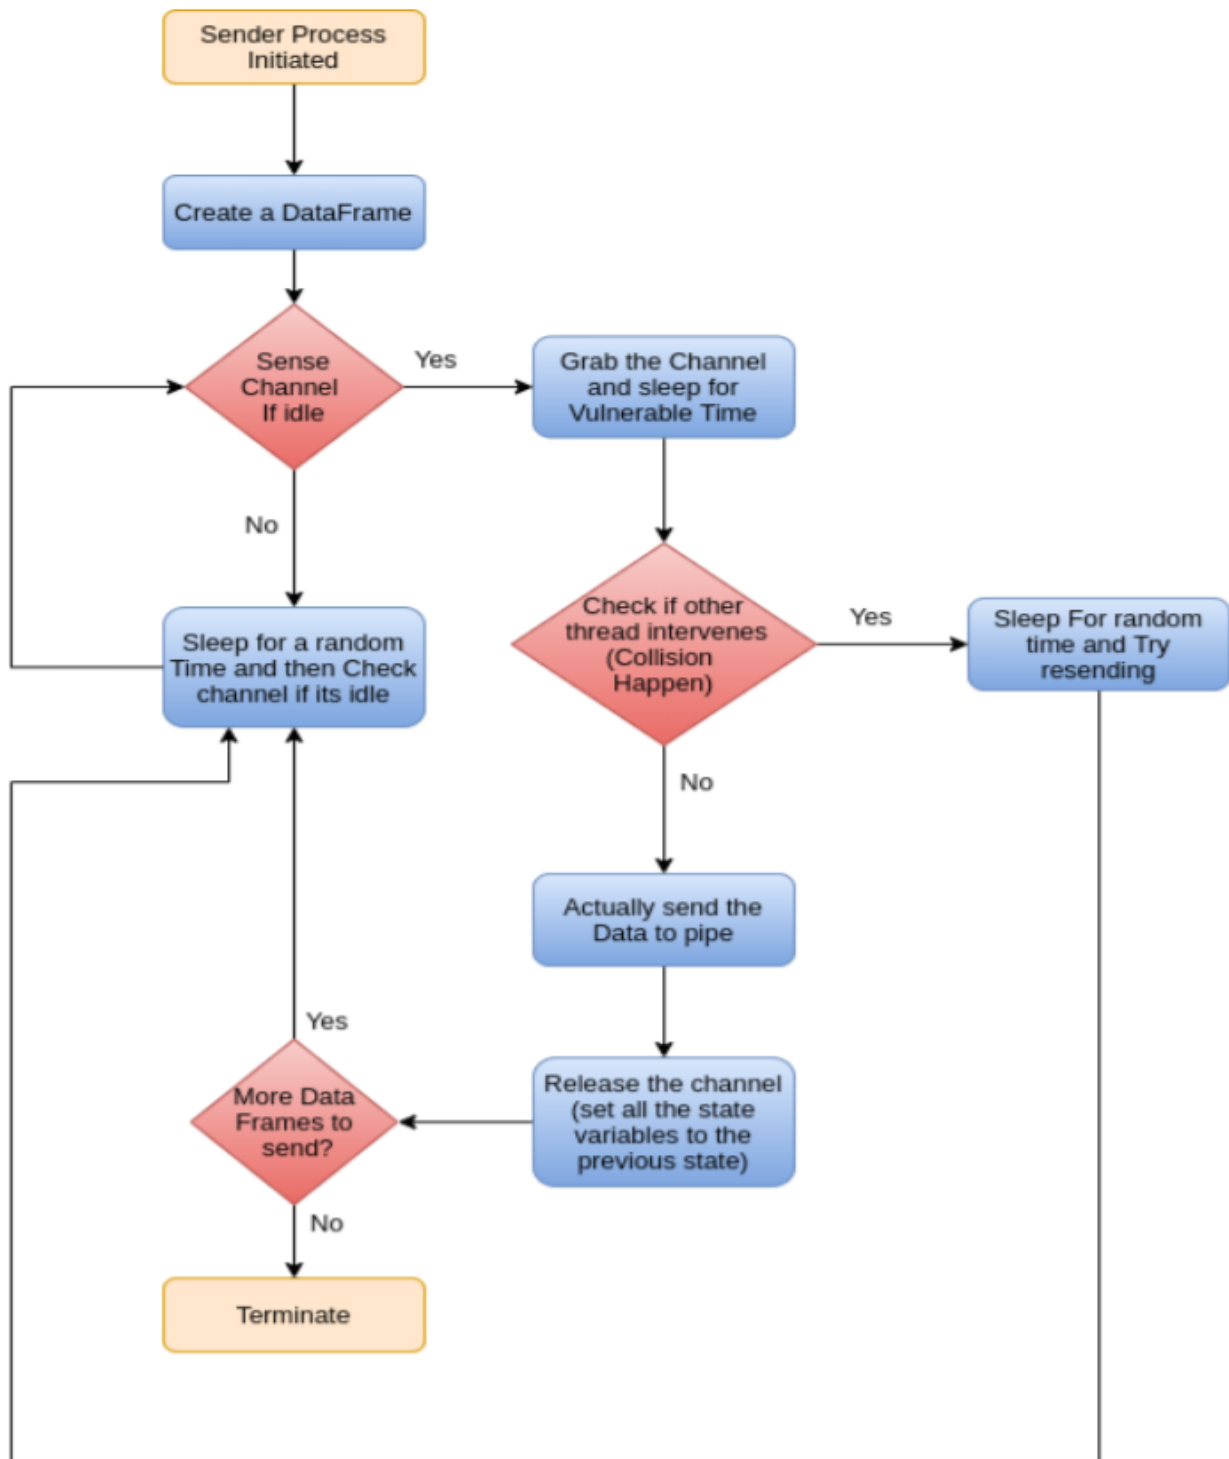 Sender Process
Initiated
Create a DataFrame
Sense
Channel
If idle
Yes
Grab the Channel
and sleep for
Vulnerable Time
No
Sleep for a random
Time and then Check
channel if its idle
Check if other
thread intervenes
(Collision
Happen)
Yes
Sleep For random
time and Try
resending
No
Actually send the
Data to pipe
Release the channel
(set all the state
variables to the
previous state)
Yes
More Data
Frames to
send?
No
Terminate